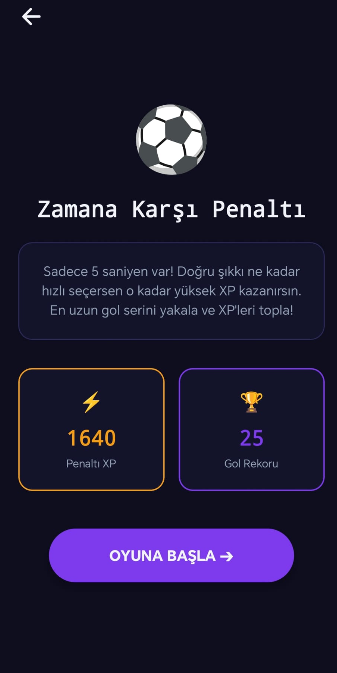 Zamana Karşı Penaltı
Sadece 5 saniyen var! Doğru şıkkı ne kadar
hızlı seçersen o kadar yüksek XP kazanırsın.
En uzun gol serini yakala ve XP'leri topla!
1640
Penaltı XP
25
Gol Rekoru
OYUNA BAŞLA →